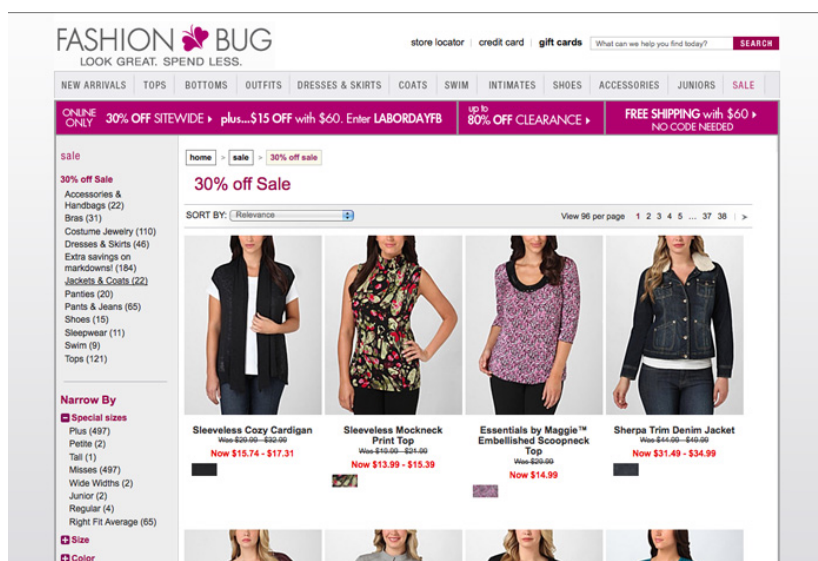 FASHION BUG
LOOK GREAT. SPEND LESS.
store locator | credit card | gift cards
What can we help you find today?
SEARCH
NEW ARRIVALS TOPS BOTTOMS OUTFITS DRESSES & SKIRTS COATS SWIM INTIMATES SHOES ACCESSORIES JUNIORS SALE
ONLINE ONLY 30% OFF SITEWIDE plus...$15 OFF with $60. Enter LABORDAYFB
up to
80% OFF CLEARANCE
FREE SHIPPING with $60
NO CODE NEEDED
sale
30% off Sale
Accessories &
Handbags (22)
Bras (31)
Costume Jewelry (110)
Dresses & Skirts (46)
Extra savings on
markdowns! (184)
Jackets & Coats (22)
Panties (20)
Pants & Jeans (65)
Shoes (15)
Sleepwear (11)
Swim (9)
Tops (121)
Narrow By
Special sizes
Plus (497)
Petite (2)
Tall (1)
Misses (497)
Wide Widths (2)
Junior (2)
Regular (4)
Right Fit Average (65)
Size
Color
home > sale > 30% off sale
30% off Sale
SORT BY: Relevance
View 96 per page 1 2 3 4 5 ... 37 38 | >
Sleeveless Cozy Cardigan
Was $29.99 - $32.99
Now $15.74 - $17.31
Sleeveless Mockneck
Print Top
Was $19.99 - $21.99
Now $13.99 - $15.39
Essentials by Maggie™
Embellished Scoopneck
Top
Was $29.99
Now $14.99
Sherpa Trim Denim Jacket
Was $44.99 - $49.99
Now $31.49 - $34.99